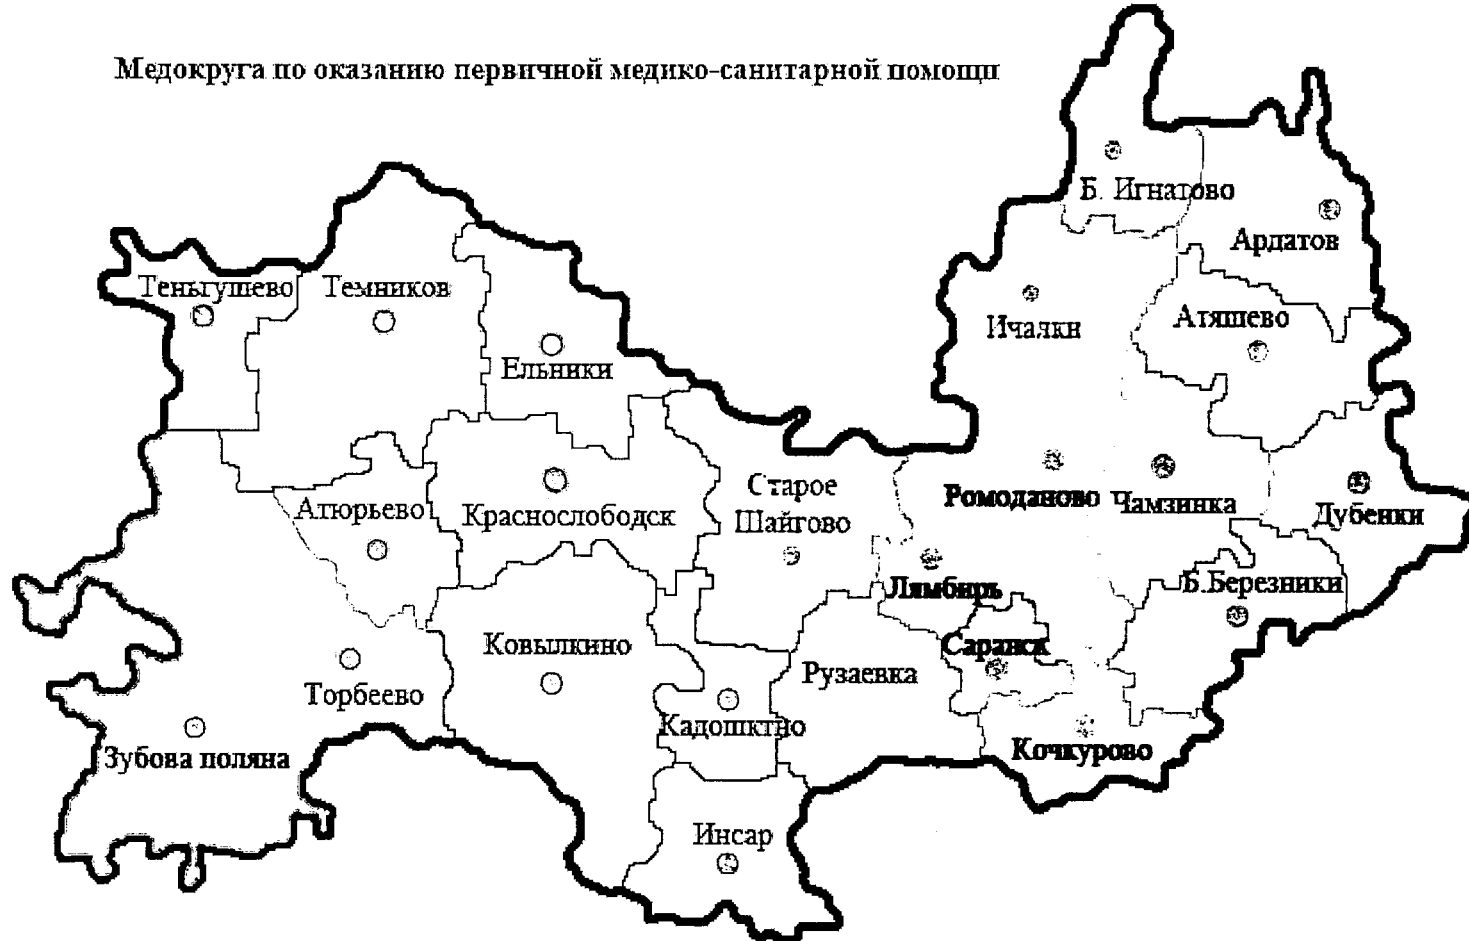 Медокруга по оказанию первичной медико-санитарной помощи
Б. Игнатово
Ардатов
Теньгушево
Темников
Ичалки
Атяшево
Ельники
Старое
Шайгово
Ромоданово
Чамзинка
Дубенки
Атюрьево
Краснослободск
Лямбирь
Б.Березники
Ковылкино
Саранск
Рузаевка
Торбеево
Кадошктно
Зубова поляна
Кочкурово
Инсар